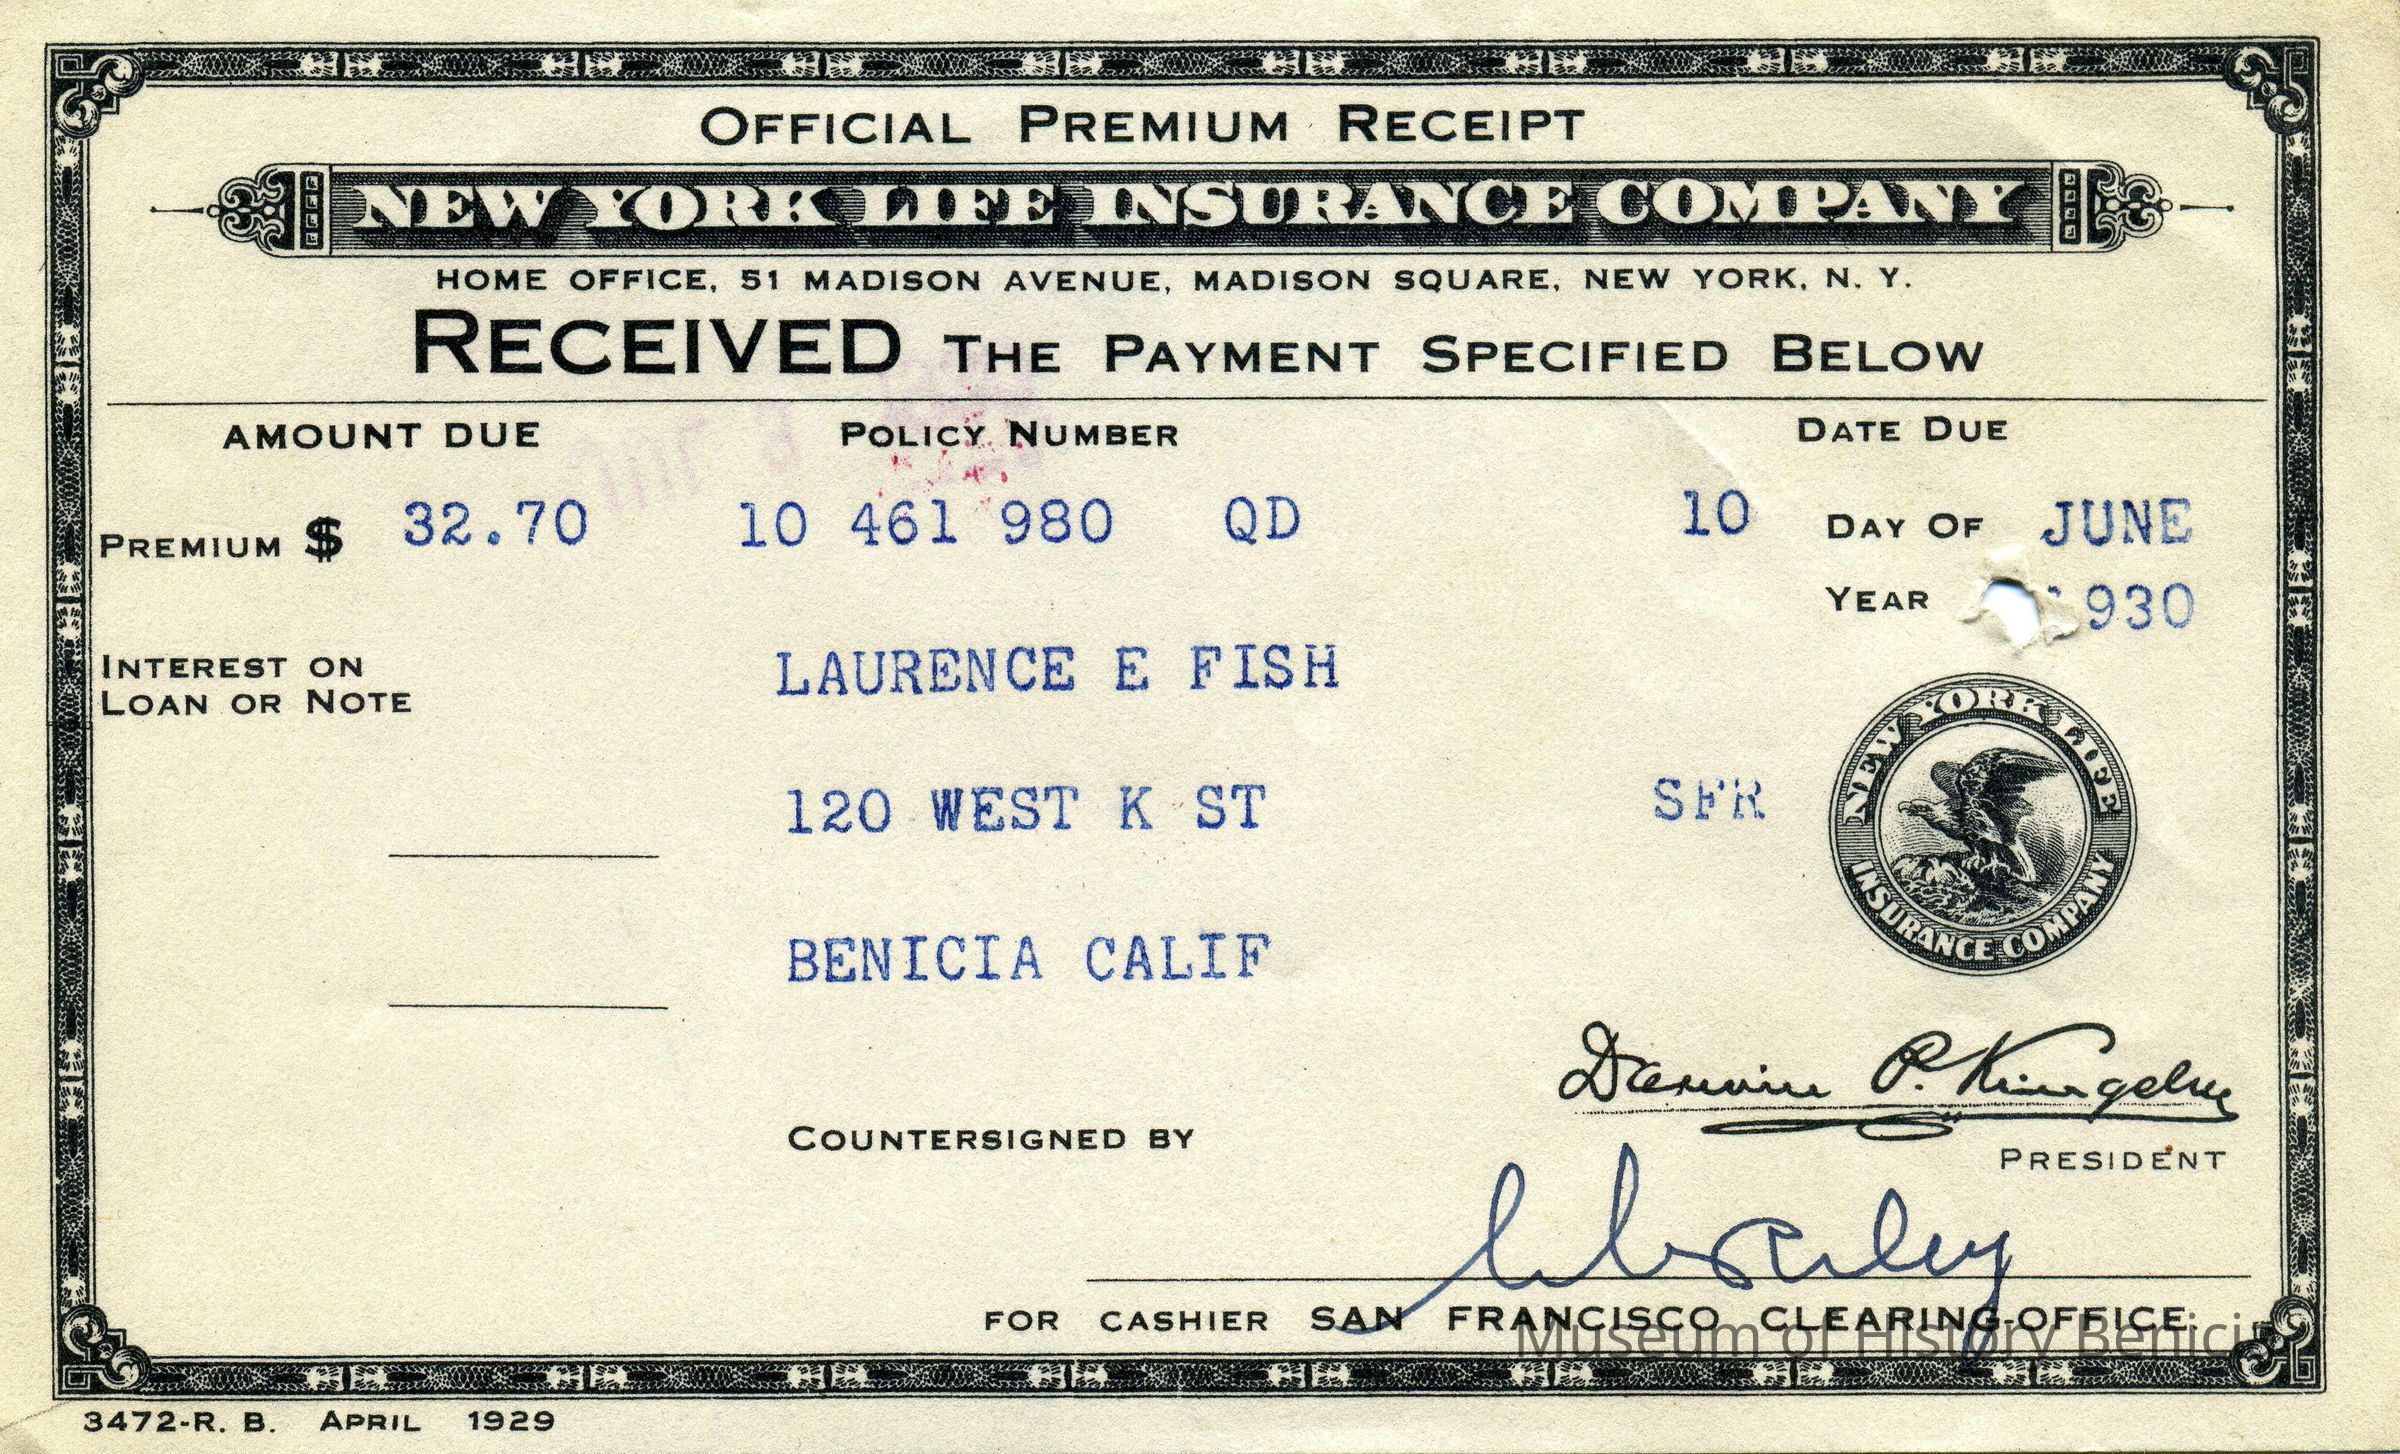 OFFICIAL PREMIUM RECEIPT
NEW YORK LIFE INSURANCE COMPANY
HOME OFFICE, 51 MADISON AVENUE, MADISON SQUARE, NEW YORK, N. Y.
RECEIVED THE PAYMENT SPECIFIED BELOW
AMOUNT DUE POLICY NUMBER DATE DUE
PREMIUM $ 32.70 10 461 980 QD 10 DAY OF JUNE
YEAR 930
LAURENCE E FISH
INTEREST ON
LOAN OR NOTE
NEW YORK LIFE
INSURANCE COMPANY
120 WEST K ST SFR
BENICIA CALIF
Darwin P. Kingsley
COUNTERSIGNED BY
PRESIDENT
FOR CASHIER SAN FRANCISCO CLEARING-OFFICE.
Museum of History Benici
3472-R. B. APRIL 1929